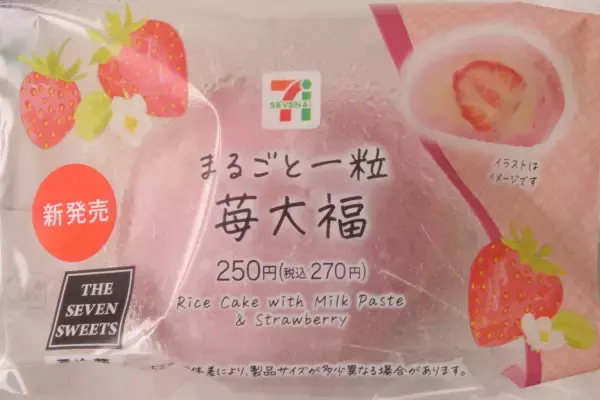 SEVEN & i
まるごと一粒
苺大福
イラストは
イメージです
新発売
250円(税込270円)
Rice Cake with Milk Paste
& Strawberry
THE
SEVEN
SWEETS
体差により、製品サイズが多少異なる場合があります。